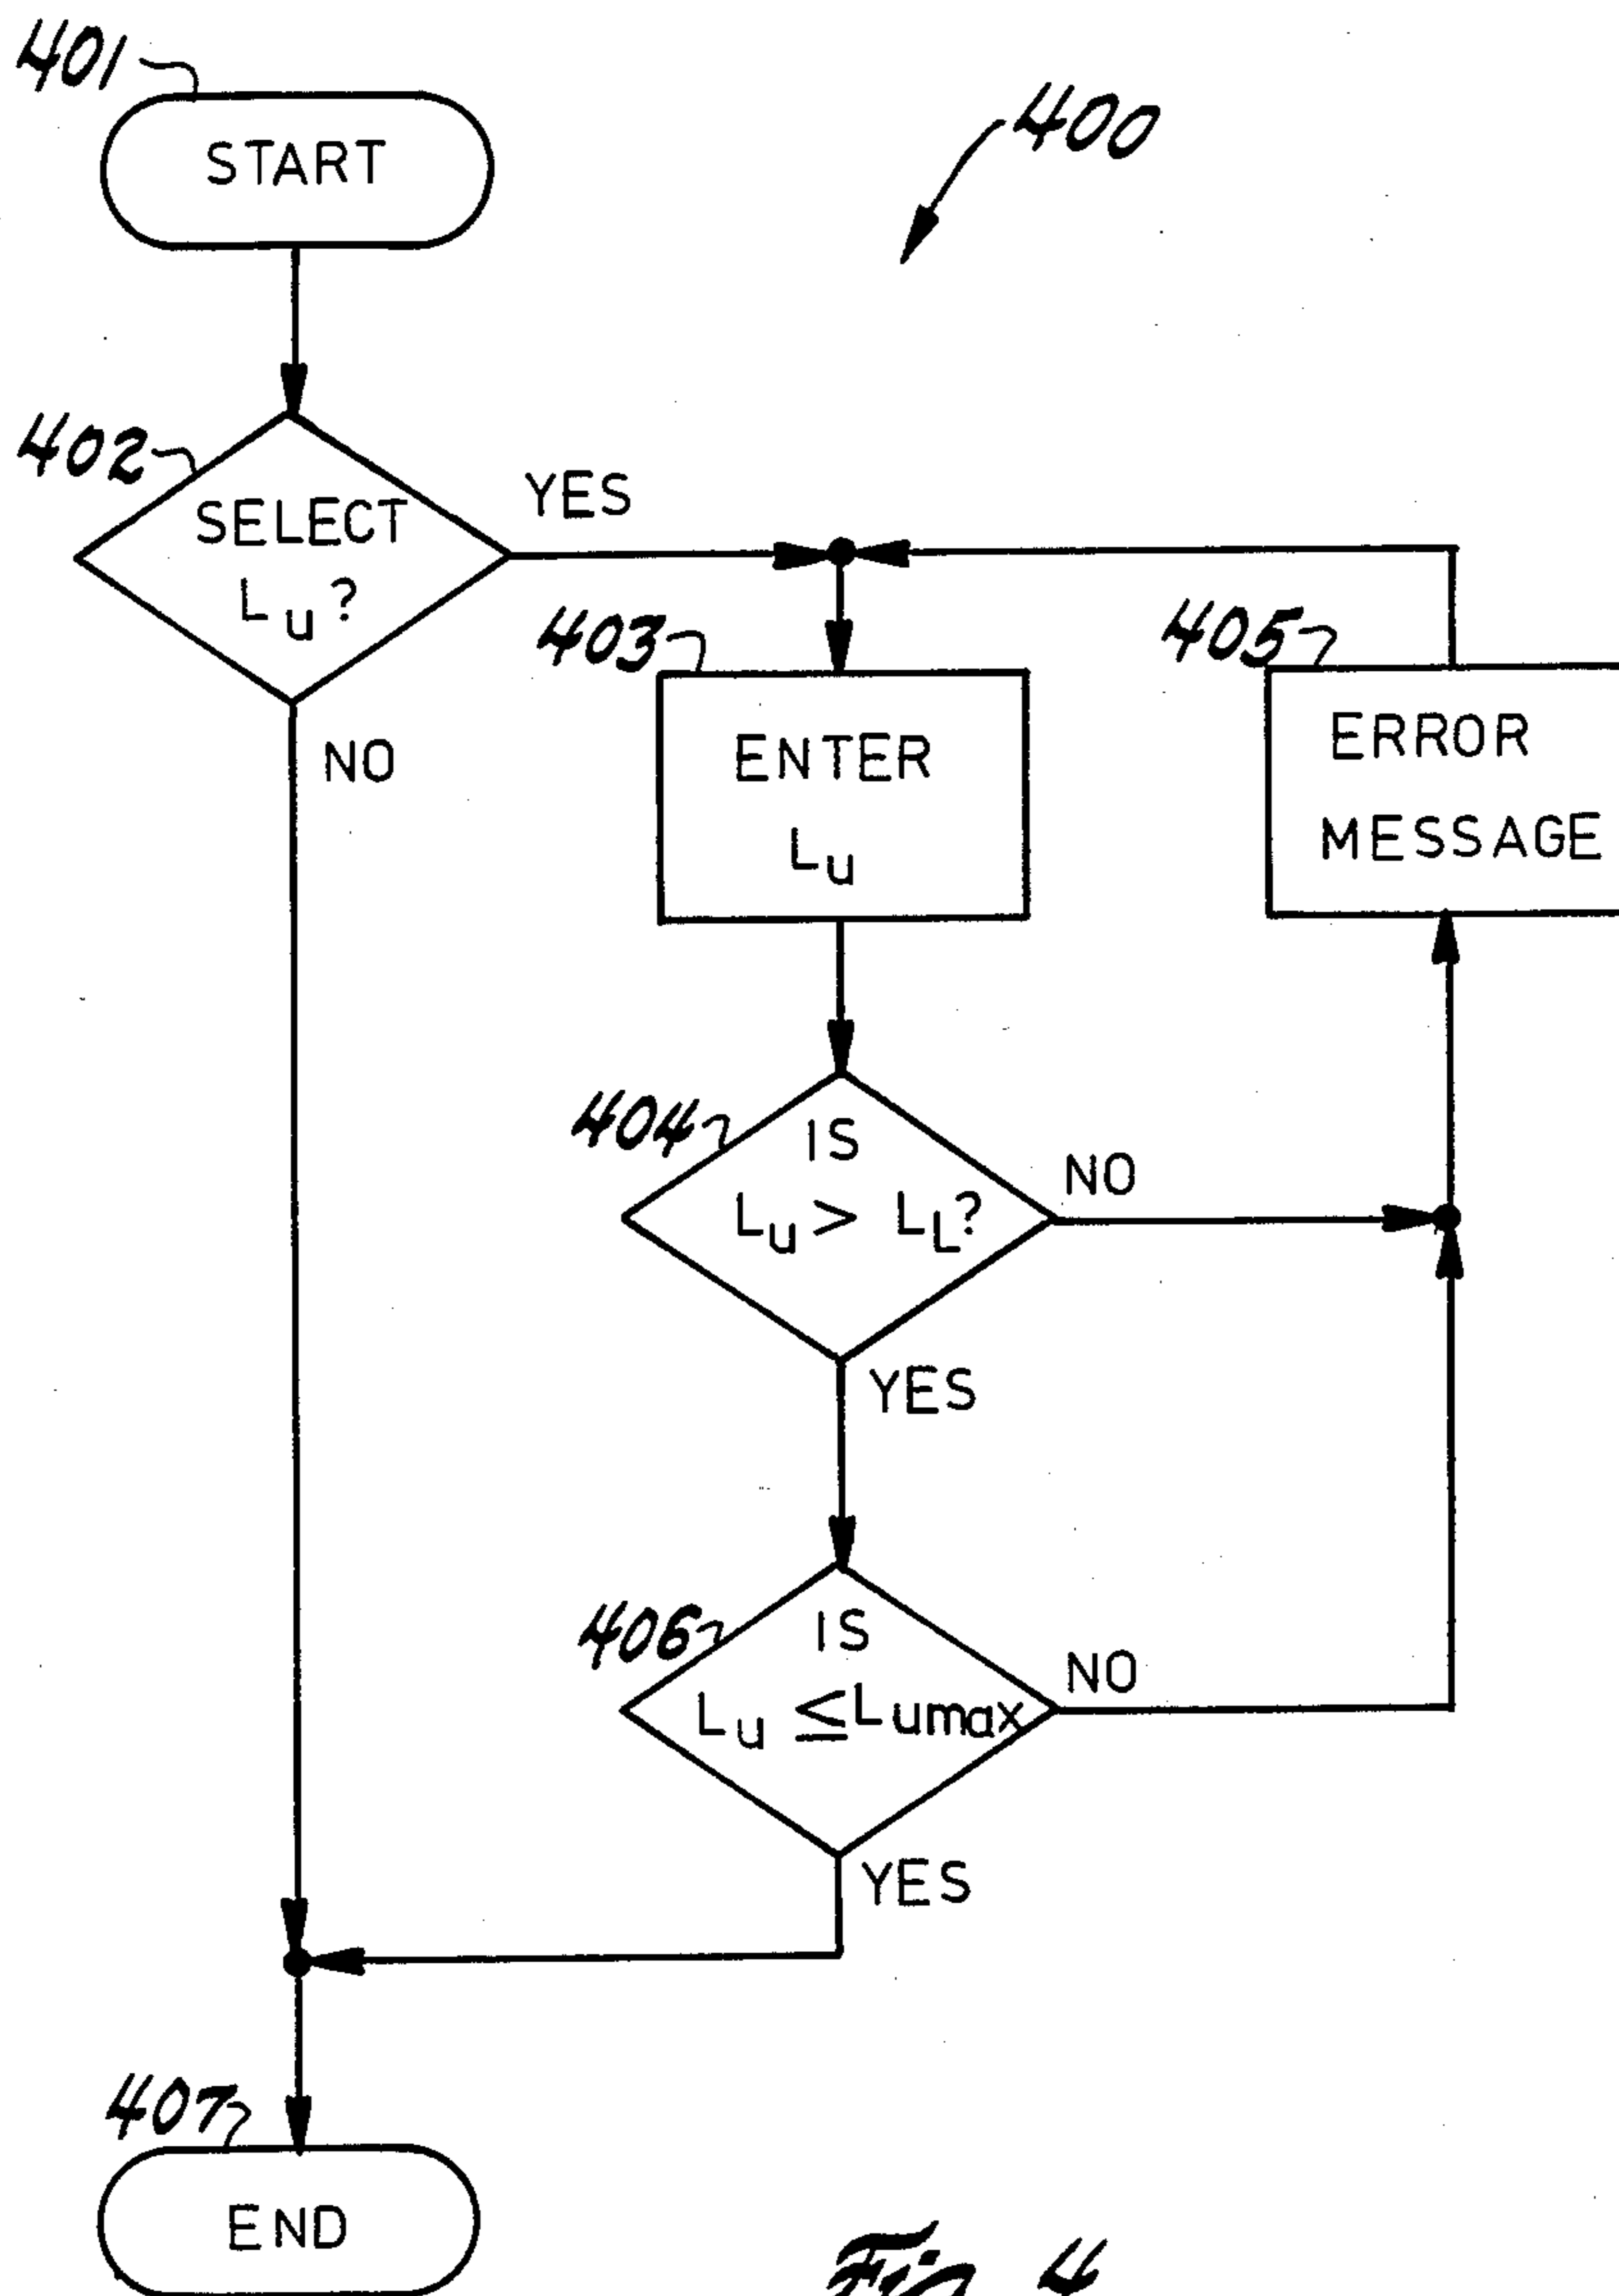 401
START
400
402
SELECT
Lu?
YES
NO
403
ENTER
Lu
405
ERROR
MESSAGE
404
IS
Lu > LL?
NO
YES
406
IS
Lu ≤ Lumax
NO
YES
407
END
Fig. 4